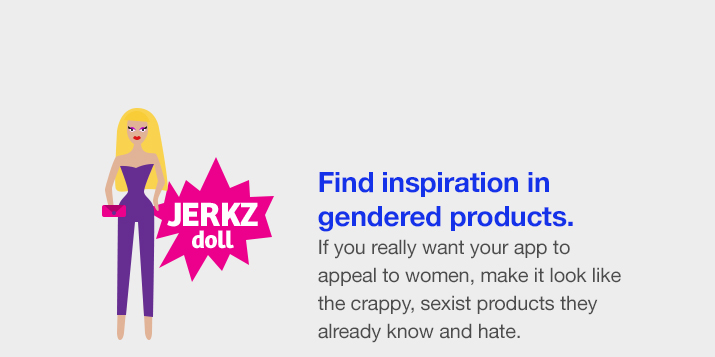 JERKZ
doll
Find inspiration in
gendered products.
If you really want your app to
appeal to women, make it look like
the crappy, sexist products they
already know and hate.